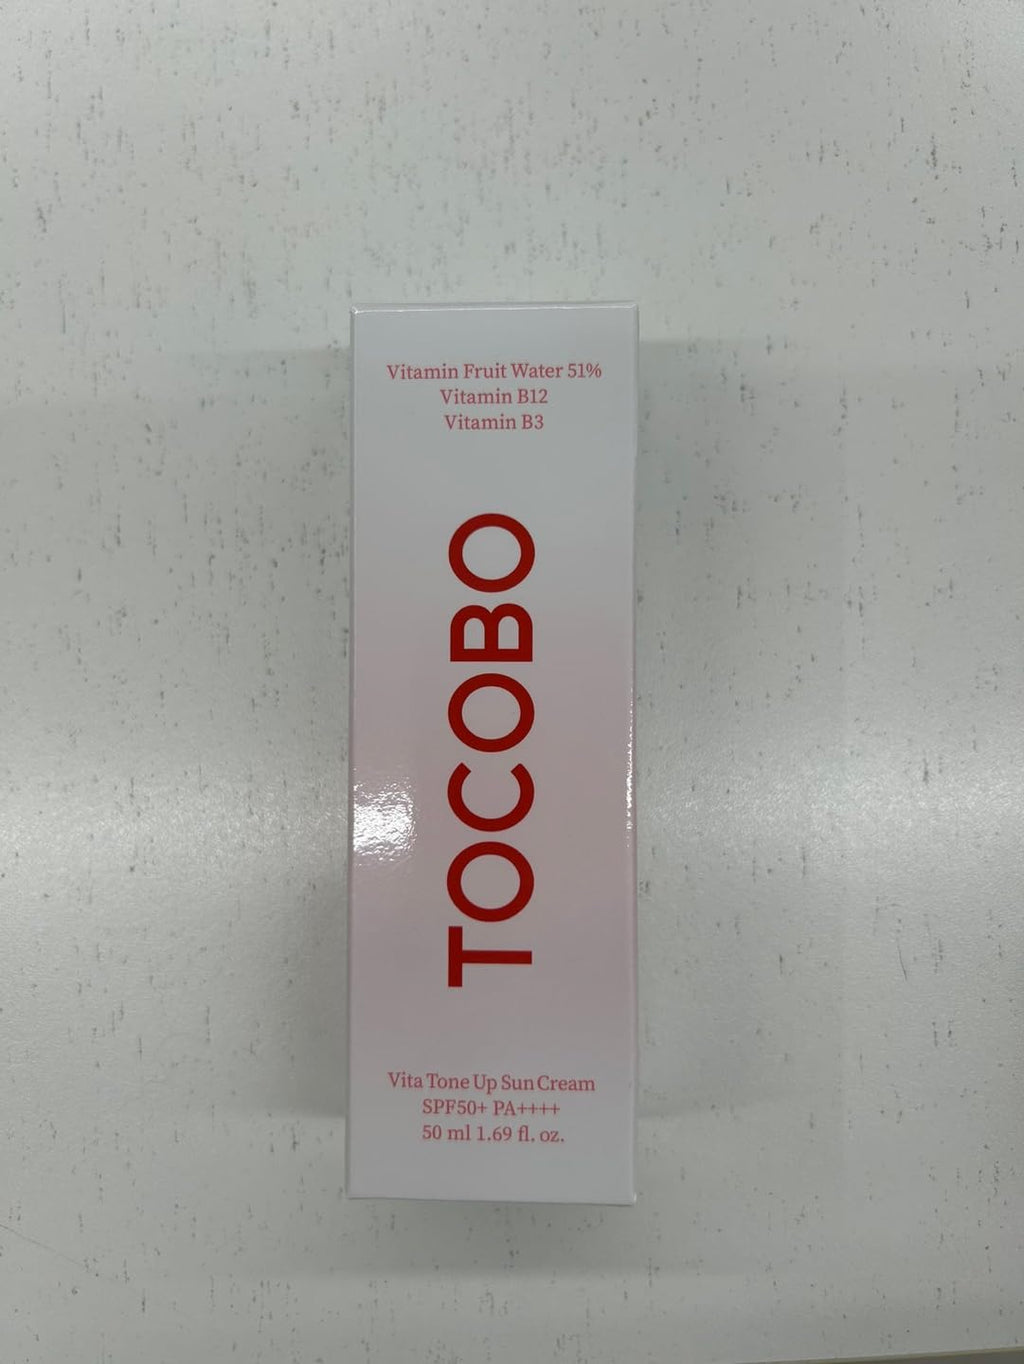 Vitamin Fruit Water 51%
Vitamin B12
Vitamin B3
TOCOBO
Vita Tone Up Sun Cream
SPF50+ PA++++
50 ml 1.69 fl. oz.